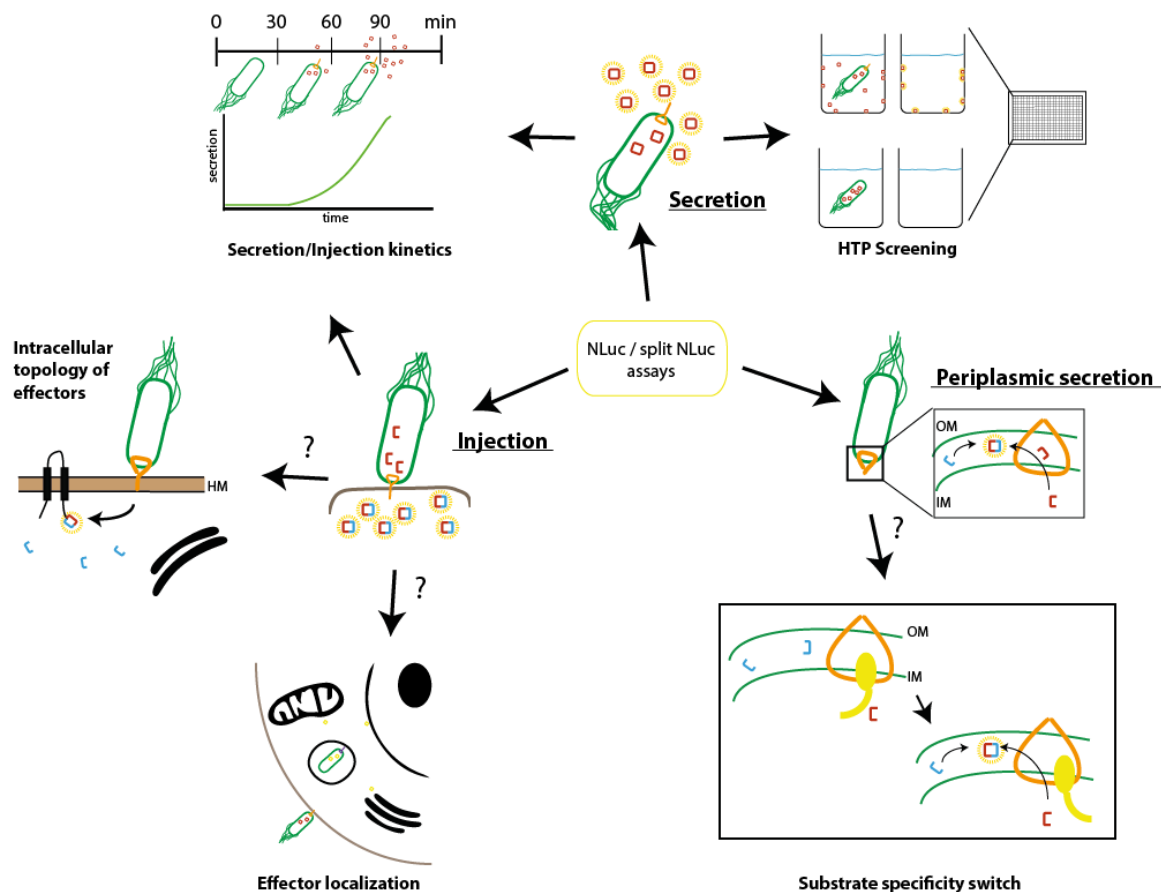 0 30 60 90 min
secretion
time
Secretion/Injection kinetics
Secretion
HTP Screening
NLuc / split NLuc
assays
Intracellular
topology of
effectors
HM
?
Injection
?
Periplasmic secretion
OM
IM
?
OM
IM
Effector localization
Substrate specificity switch